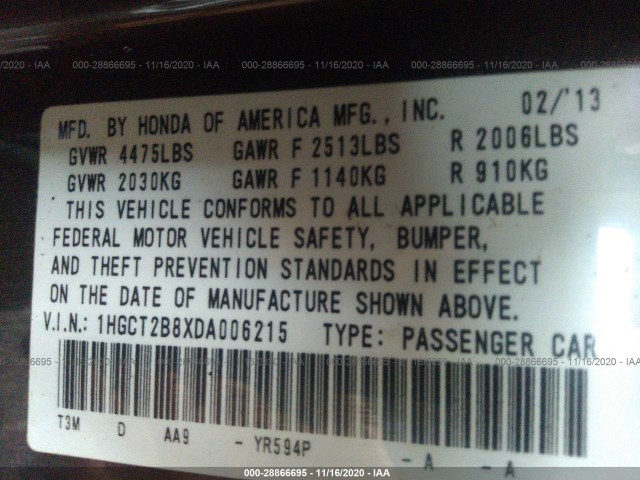 000-28866695 - 11/16/2020 - IAA
MFD. BY HONDA OF AMERICA MFG., INC. 02/'13
GVWR 4475LBS GAWR F 2513LBS R 2006LBS
GVWR 2030KG GAWR F 1140KG R 910KG
THIS VEHICLE CONFORMS TO ALL APPLICABLE
FEDERAL MOTOR VEHICLE SAFETY, BUMPER,
AND THEFT PREVENTION STANDARDS IN EFFECT
ON THE DATE OF MANUFACTURE SHOWN ABOVE.
V.I.N.: 1HGCT2B8XDA006215 TYPE: PASSENGER CAR
T3M D AA9 - YR594P - A - A
000-28866695 - 11/16/2020 - IAA